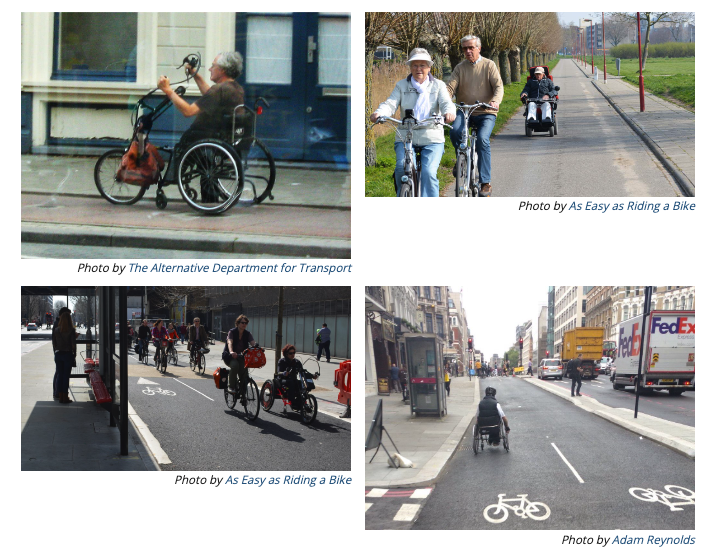 Photo by The Alternative Department for Transport
Photo by As Easy as Riding a Bike
Photo by As Easy as Riding a Bike
FedEx
FedEx
Photo by Adam Reynolds